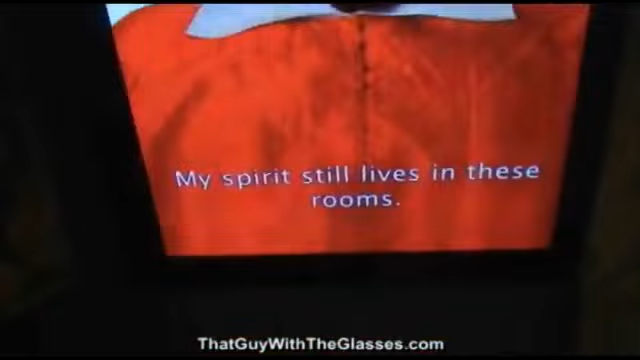 My spirit still lives in these
rooms.
ThatGuyWithTheGlasses.com